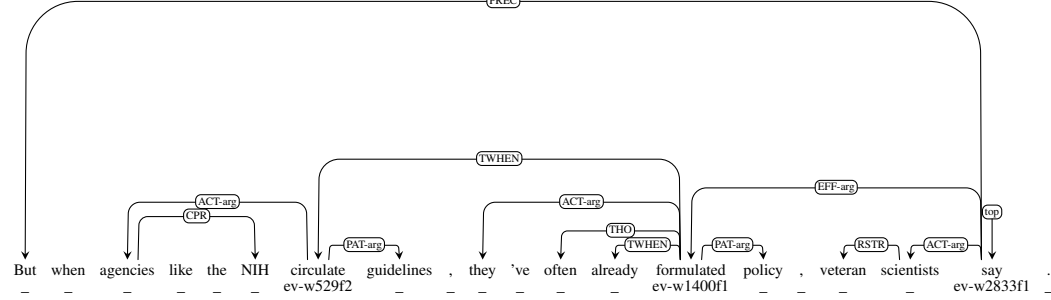 PREC
TWHEN
EFF-arg
ACT-arg ACT-arg top
CPR
THO
PAT-arg TWHEN PAT-arg RSTR ACT-arg
But when agencies like the NIH circulate guidelines , they 've often already formulated policy , veteran scientists say .
_ _ _ _ _ _ ev-w529f2 _ _ _ _ _ _ ev-w1400f1 _ _ _ _ ev-w2833f1 _